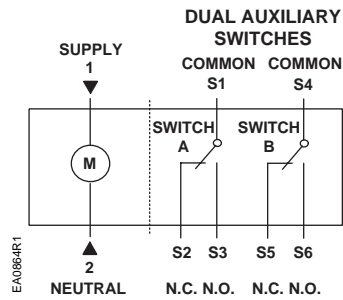 DUAL AUXILIARY
SWITCHES
SUPPLY
1
COMMON COMMON
S1 S4
SWITCH SWITCH
A B
M
2
NEUTRAL
S2 S3 S5 S6
N.C. N.O. N.C. N.O.
EA0864R1